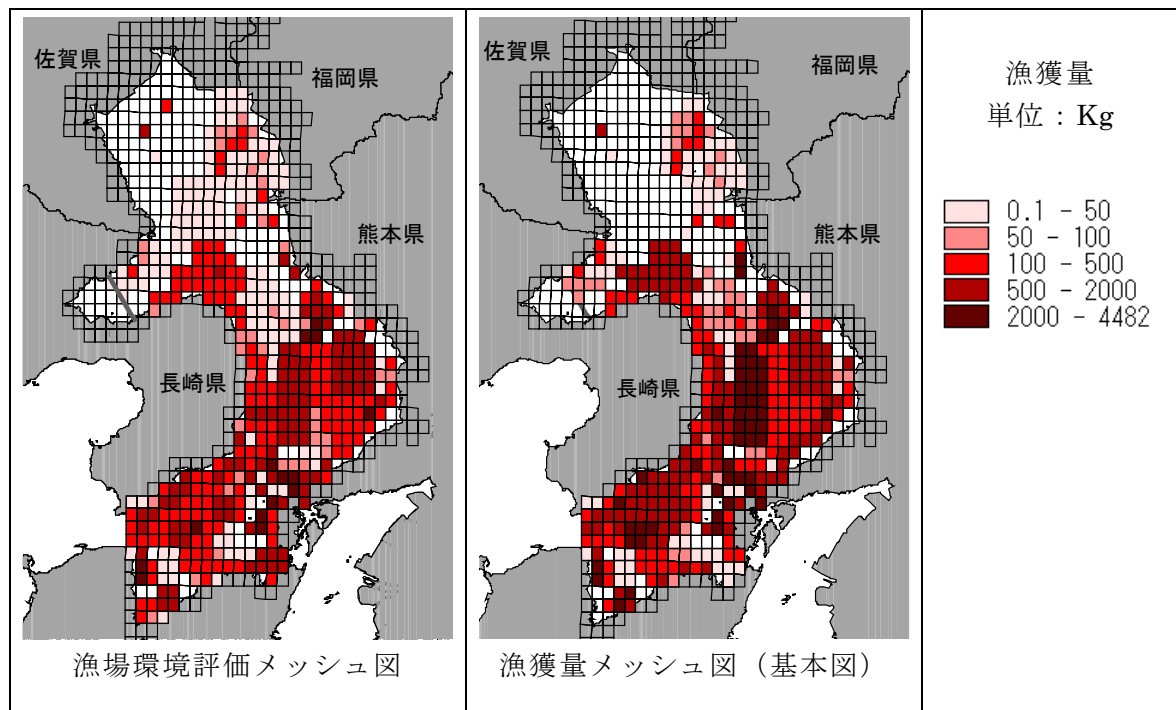 佐賀県
福岡県
熊本県
長崎県
漁場環境評価メッシュ図
佐賀県
福岡県
熊本県
長崎県
漁獲量メッシュ図（基本図）
漁獲量
単位：Kg
0.1 - 50
50 - 100
100 - 500
500 - 2000
2000 - 4482